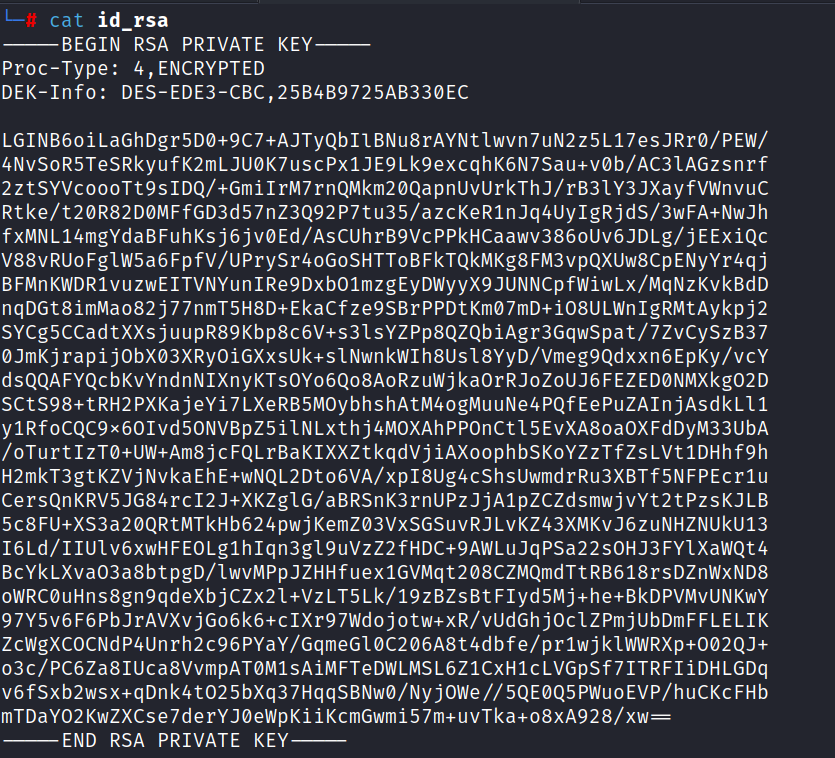 └─# cat id_rsa
-----BEGIN RSA PRIVATE KEY-----
Proc-Type: 4,ENCRYPTED
DEK-Info: DES-EDE3-CBC,25B4B9725AB330EC
LGINB6oiLaGhDgr5D0+9C7+AJTyQbIlBNu8rAYNtlwvn7uN2z5L17esJRr0/PEW/
4NvSoR5TeSRkyufK2mLJU0K7uscPx1JE9Lk9excqhK6N7Sau+v0b/AC3lAGzsnrf
2ztSYVcoooTt9sIDQ/+GmiIrM7rnQMkm20QapnUvUrkThJ/rB3lY3JXayfVWnvuC
Rtke/t20R82D0MFfGD3d57nZ3Q92P7tu35/azcKeR1nJq4UyIgRjdS/3wFA+NwJh
fxMNL14mgYdaBFuhKsj6jv0Ed/AsCUhrB9VcPPkHCaawv386oUv6JDLg/jEExiQc
V88vRUoFglW5a6FpfV/UPrySr4oGoSHTToBFkTQkMKg8FM3vpQXUw8CpENyYr4qj
BFMnKWDR1vuzwEITVNYunIRe9DxbO1mzgEyDWyyX9JUNNCpfWiwLx/MqNzKvkBdD
nqDGt8imMao82j77nmT5H8D+EkaCfze9SBrPPDtKm07mD+iO8ULWnIgRMtAykpj2
SYCg5CCadtXXsjuupR89Kbp8c6V+s3lsYZPp8QZQbiAgr3GqwSpat/7ZvCySzB37
0JmKjrapijObX03XRyOiGXxsUk+slNwnkWIh8Usl8YyD/Vmeg9Qdxxn6EpKy/vcY
dsQQAFYQcbKvYndnNIXnyKTsOYo6Qo8AoRzuWjkaOrRJoZoUJ6FEZED0NMXkgO2D
SCtS98+tRH2PXKajeYi7LXeRB5MOybhshAtM4ogMuuNe4PQfEePuZAInjAsdkLl1
y1RfoCQC9x6OIvd5ONVBpZ5ilNLxthj4MOXAhPPOnCtl5EvXA8oaOXFdDyM33UbA
/oTurtIzT0+UW+Am8jcFQLrBaKIXXZtkqdVjiAXoophbSKoYZzTfZsLVt1DHhf9h
H2mkT3gtKZVjNvkaEhE+wNQL2Dto6VA/xpI8Ug4cShsUwmdrRu3XBTf5NFPEcr1u
CersQnKRV5JG84rcI2J+XKZglG/aBRSnK3rnUPzJjA1pZCZdsmwjvYt2tPzsKJLB
5c8FU+XS3a20QRtMTkHb624pwjKemZ03VxSGSuvRJLvKZ43XMKvJ6zuNHZNUkU13
I6Ld/IIUlv6xwHFEOLg1hIqn3gl9uVzZ2fHDC+9AWLuJqPSa22sOHJ3FYlXaWQt4
BcYkLXvaO3a8btpgD/lwvMPpJZHHfuex1GVMqt208CZMQmdTtRB618rsDZnWxND8
oWRC0uHns8gn9qdeXbjCZx2l+VzLT5Lk/19zBZsBtFIyd5Mj+he+BkDPVMvUNKwY
97Y5v6F6PbJrAVXvjGo6k6+cIXr97Wdojotw+xR/vUdGhjOclZPmjUbDmFFLELIK
ZcWgXCOCNdP4Unrh2c96PYaY/GqmeGl0C206A8t4dbfe/pr1wjklWWRXp+O02QJ+
o3c/PC6Za8IUca8VvmpAT0M1sAiMFTeDWLMSL6Z1CxH1cLVGpSf7ITRFIiDHLGDq
v6fSxb2wsx+qDnk4tO25bXq37HqqSBNw0/NyjOWe//5QE0Q5PWuoEVP/huCKcFHb
mTDaYO2KwZXCse7derYJ0eWpKiiKcmGwmi57m+uvTka+o8xA928/xw==
-----END RSA PRIVATE KEY-----